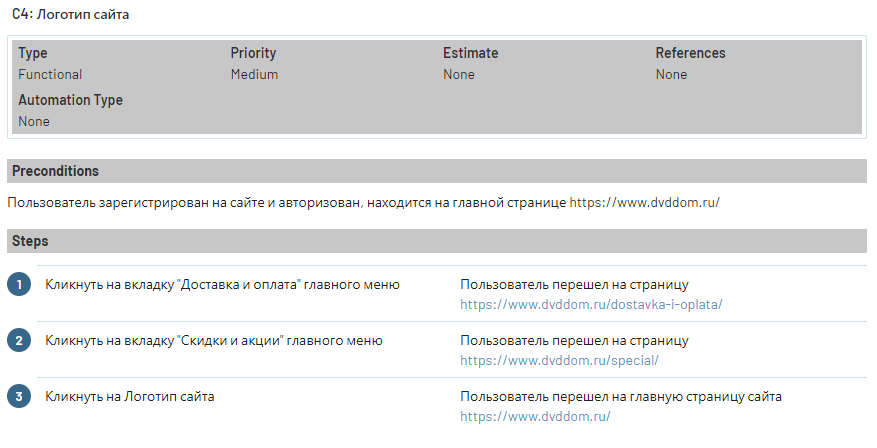 C4: Логотип сайта
Type Priority Estimate References
Functional Medium None None
Automation Type
None
Preconditions
Пользователь зарегистрирован на сайте и авторизован, находится на главной странице https://www.dvddom.ru/
Steps
1 Кликнуть на вкладку "Доставка и оплата" главного меню Пользователь перешел на страницу
https://www.dvddom.ru/dostavka-i-oplata/
2 Кликнуть на вкладку "Скидки и акции" главного меню Пользователь перешел на страницу
https://www.dvddom.ru/special/
3 Кликнуть на Логотип сайта Пользователь перешел на главную страницу сайта
https://www.dvddom.ru/